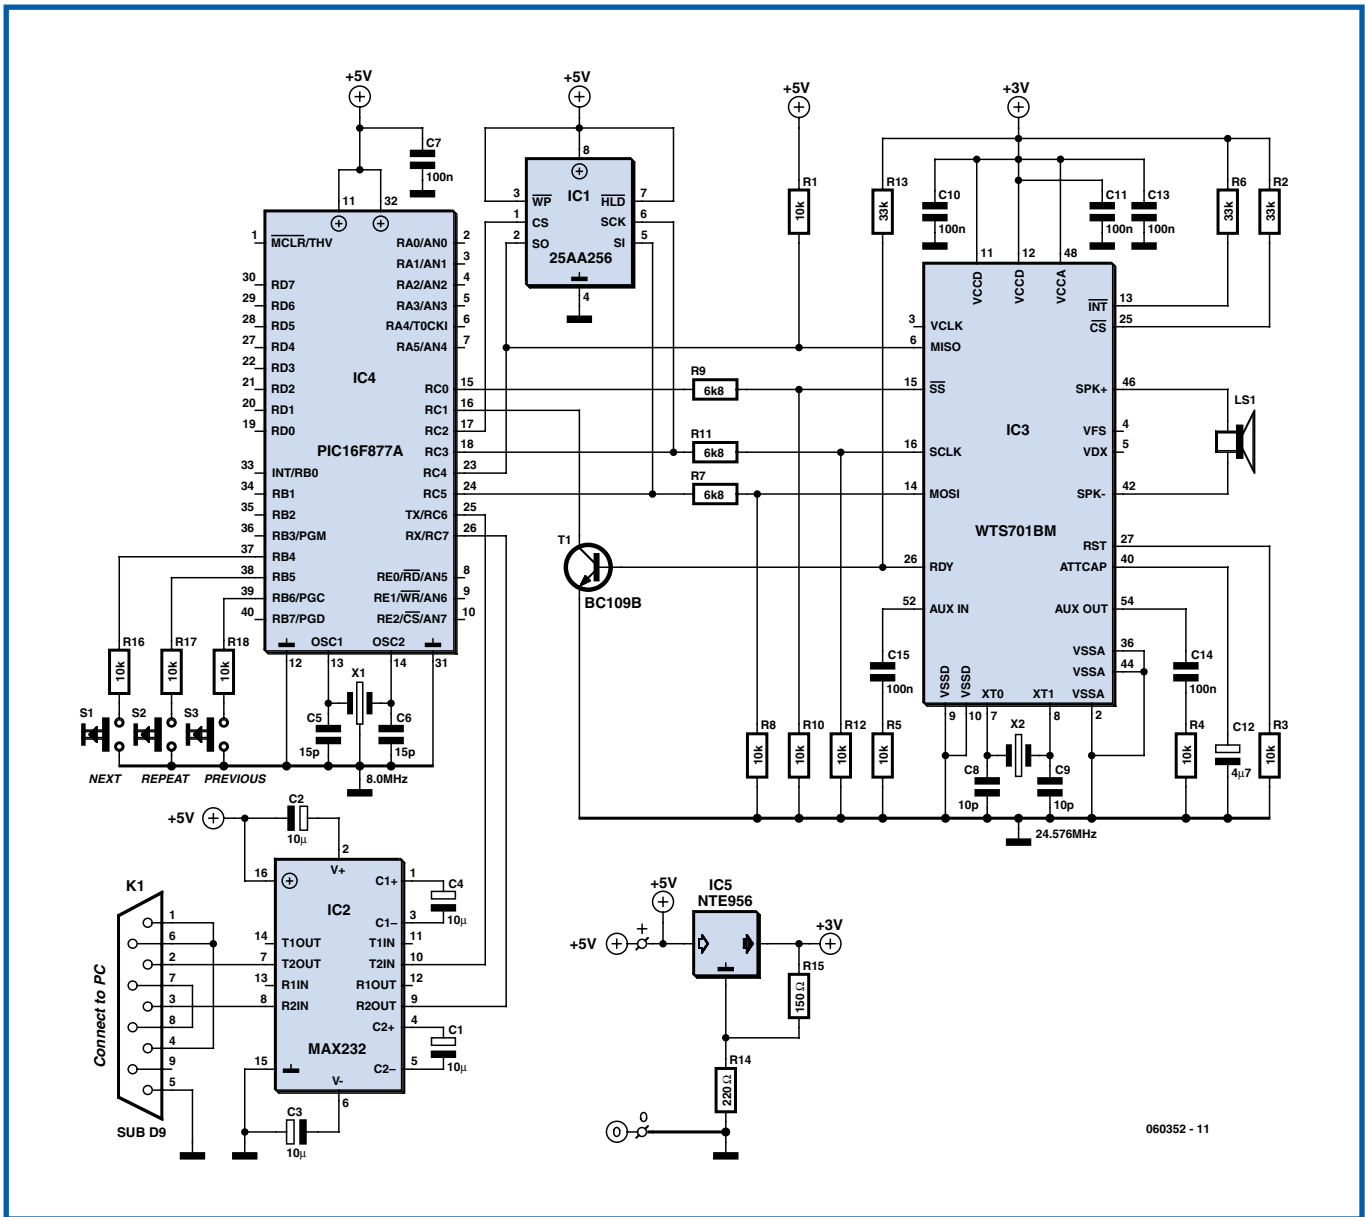 +5V
+5V
+5V
+3V
C7
100n
11
32
1
MCLR/THV
30
RD7
29
RD6
28
RD5
27
RD4
22
RD3
21
RD2
20
RD1
19
RD0
33
INT/RB0
34
RB1
35
RB2
36
RB3/PGM
37
RB4
38
RB5
39
RB6/PGC
40
RB7/PGD
IC4
PIC16F877A
RA0/AN0
2
RA1/AN1
3
RA2/AN2
4
RA3/AN3
5
RA4/T0CKI
6
RA5/AN4
7
RC0
15
RC1
16
RC2
17
RC3
18
RC4
23
RC5
24
TX/RC6
25
RX/RC7
26
RE0/RD/AN5
8
RE1/WR/AN6
9
RE2/CS/AN7
10
OSC1
OSC2
12
13
14
31
8
IC1
3
WP
1
CS
2
SO
HLD
7
SCK
6
SI
5
25AA256
4
R1
10k
R13
33k
C10
100n
C11
100n
C13
100n
R6
33k
R2
33k
11
12
48
VCCD
VCCD
VCCA
3
VCLK
6
MISO
15
SS
16
SCLK
14
MOSI
26
RDY
52
AUX IN
IC3
WTS701BM
INT
13
CS
25
SPK+
46
VFS
4
VDX
5
SPK-
42
RST
27
ATTCAP
40
AUX OUT
54
VSSA
36
VSSA
44
VSSA
2
VSSD
VSSD
XT0
XT1
9
10
7
8
LS1
R9
6k8
R11
6k8
R7
6k8
T1
BC109B
R16
10k
R17
10k
R18
10k
S1
S2
S3
NEXT
REPEAT
PREVIOUS
X1
C5
15p
C6
15p
8.0MHz
R8
10k
R10
10k
R12
10k
C15
100n
R5
10k
X2
C8
10p
C9
10p
24.576MHz
C14
100n
R4
10k
C12
4µ7
R3
10k
+5V
C2
10µ
2
V+
16
IC2
14
T1OUT
7
T2OUT
13
R1IN
8
R2IN
15
MAX232
C1+
1
C1–
3
T1IN
11
T2IN
10
R1OUT
12
R2OUT
9
C2+
4
C2–
5
V-
6
C4
10µ
C1
10µ
C3
10µ
K1
1
6
2
7
3
8
4
9
5
Connect to PC
SUB D9
+5V
IC5
NTE956
+5V
+
+3V
R15
150 Ω
R14
220 Ω
0
0
060352 - 11